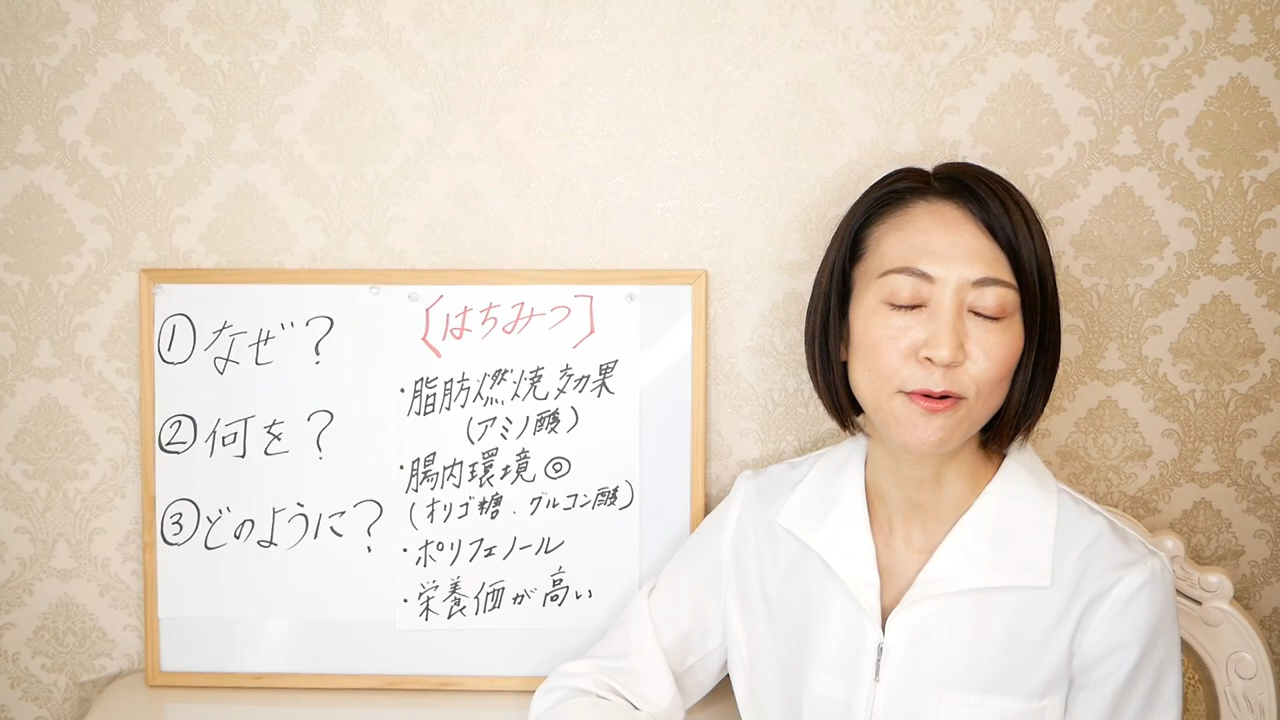 ①なぜ？
②何を？
③どのように？
〔はちみつ〕
・脂肪燃焼効果
(アミノ酸)
・腸内環境◎
(オリゴ糖、グルコン酸)
・ポリフェノール
・栄養価が高い